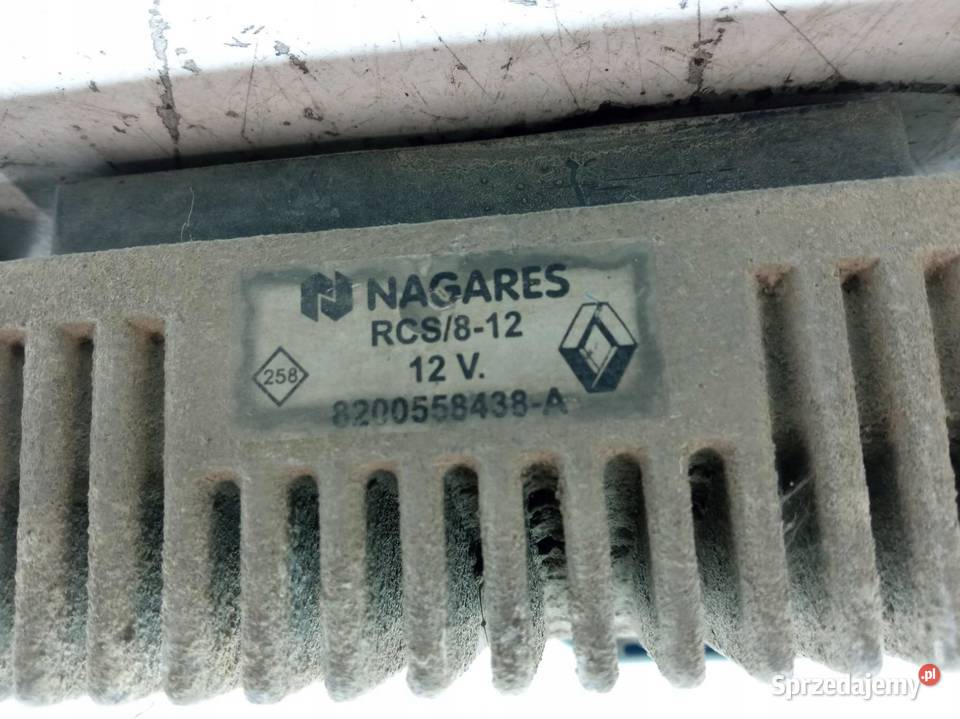 NAGARES
RCS/8-12
258
12 V.
8200558438-A
Sprzedajemy.pl